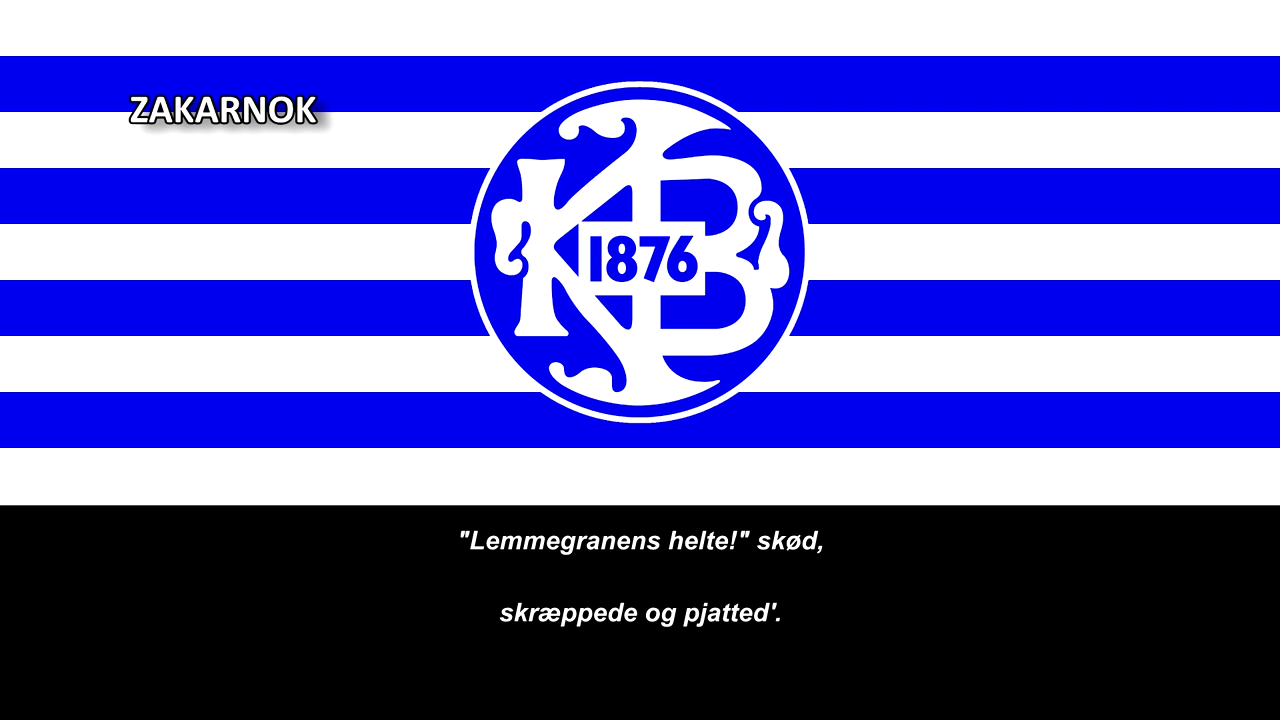 ZAKARNOK
KB
1876
"Lemmegranens helte!" skød,
skræppede og pjatted'.